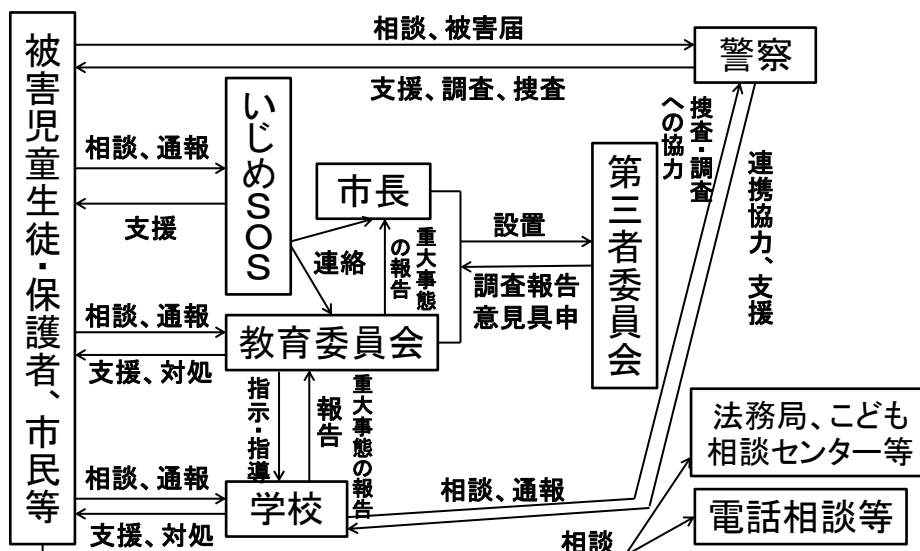 相談、被害届
支援、調査、捜査
警察
被害児童生徒・保護者、市民等
相談、通報
支援
いじめSOS
市長
連絡
重大事態
の報告
設置
調査報告
意見具申
第三者委員会
捜査・調査
への協力
連携協力、支援
相談、通報
支援、対処
教育委員会
指示・指導
報告
重大事態の報告
相談、通報
支援、対処
学校
相談、通報
法務局、こども
相談センター等
電話相談等
相談